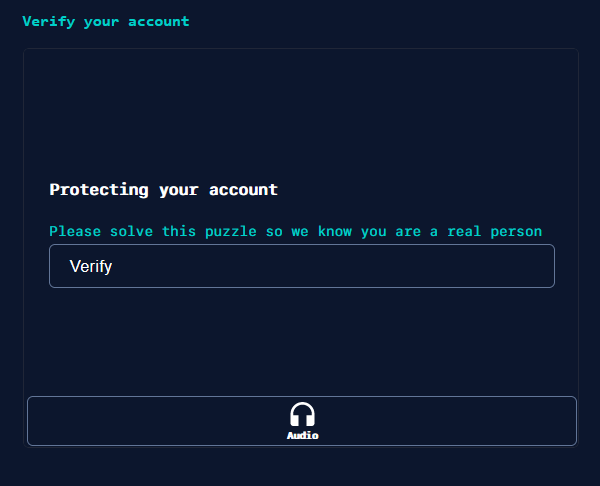 Verify your account
Protecting your account
Please solve this puzzle so we know you are a real person
Verify
Audio